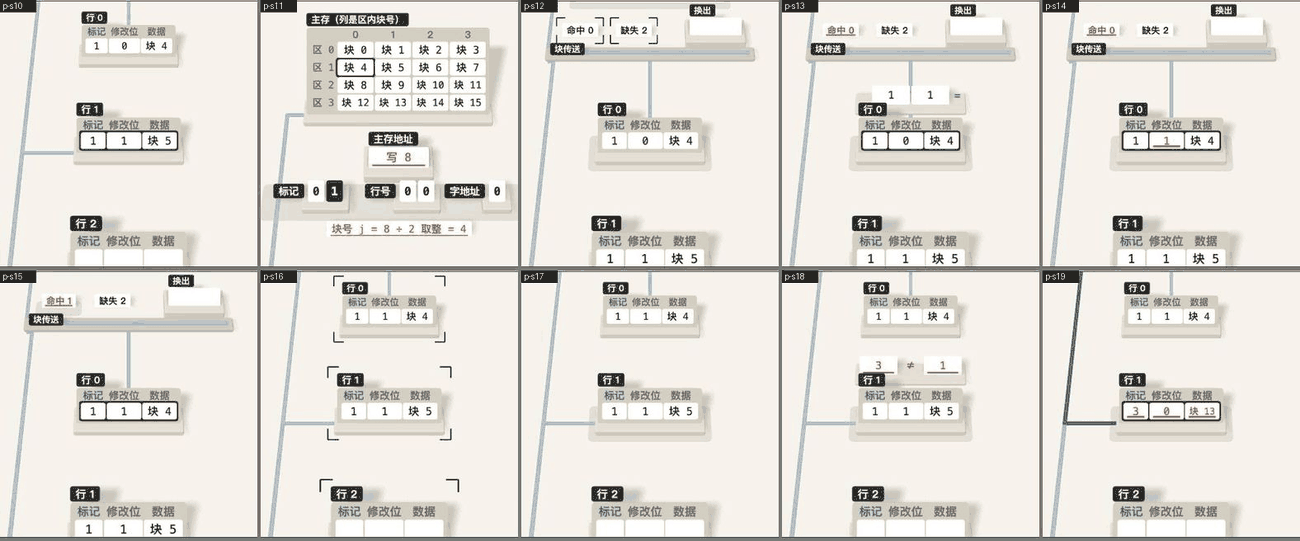 ps10
行 0
标记 修改位 数据
1 0 块 4
行 1
标记 修改位 数据
1 1 块 5
行 2
标记 修改位 数据
ps11
主存（列是区内块号）
0 1 2 3
区 0 块 0 块 1 块 2 块 3
区 1 块 4 块 5 块 6 块 7
区 2 块 8 块 9 块 10 块 11
区 3 块 12 块 13 块 14 块 15
主存地址
写 8
标记 0 1 行号 0 0 字地址 0
块号 j = 8 ÷ 2 取整 = 4
ps12
换出
命中 0 缺失 2
块传送
行 0
标记 修改位 数据
1 0 块 4
行 1
标记 修改位 数据
1 1 块 5
ps13
换出
命中 0 缺失 2
块传送
1 1 =
行 0
标记 修改位 数据
1 0 块 4
行 1
标记 修改位 数据
1 1 块 5
ps14
换出
命中 0 缺失 2
块传送
行 0
标记 修改位 数据
1 1 块 4
行 1
标记 修改位 数据
1 1 块 5
ps15
换出
命中 1 缺失 2
块传送
行 0
标记 修改位 数据
1 1 块 4
行 1
标记 修改位 数据
1 1 块 5
ps16
行 0
标记 修改位 数据
1 1 块 4
行 1
标记 修改位 数据
1 1 块 5
行 2
标记 修改位 数据
ps17
行 0
标记 修改位 数据
1 1 块 4
行 1
标记 修改位 数据
1 1 块 5
行 2
标记 修改位 数据
ps18
行 0
标记 修改位 数据
1 1 块 4
3 ≠ 1
行 1
标记 修改位 数据
1 1 块 5
行 2
标记 修改位 数据
ps19
行 0
标记 修改位 数据
1 1 块 4
行 1
标记 修改位 数据
3 0 块 13
行 2
标记 修改位 数据